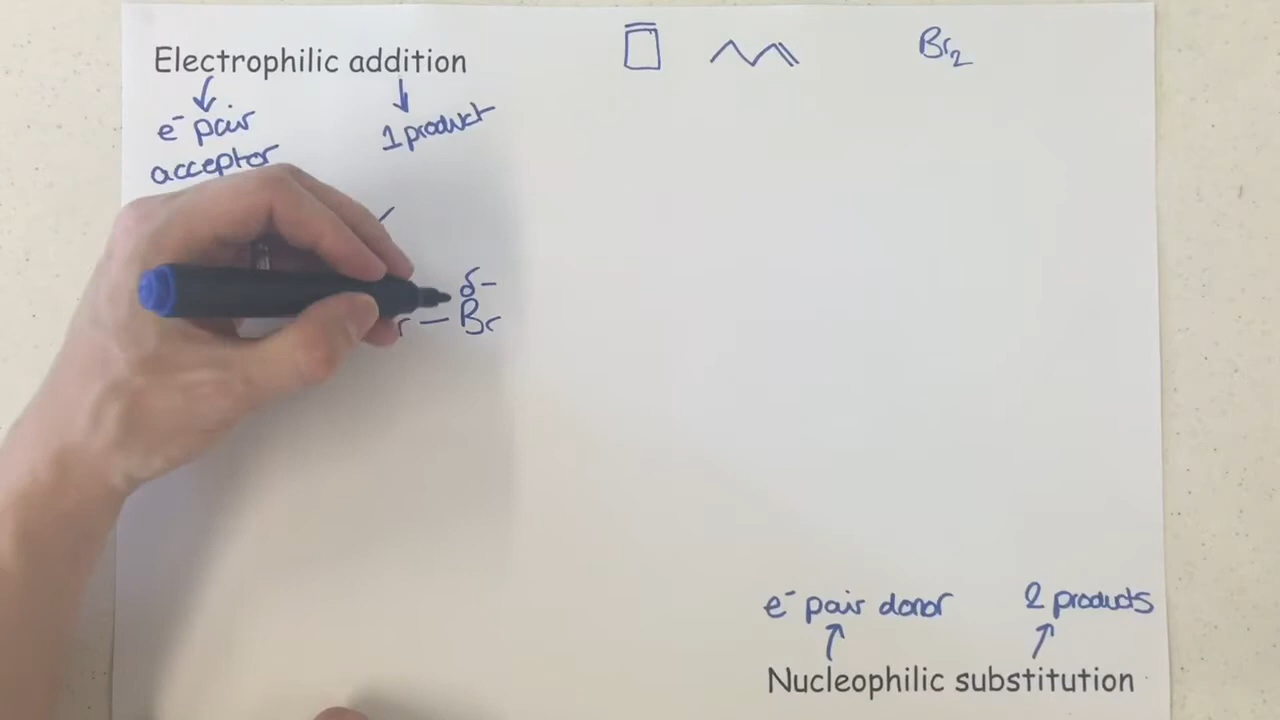 Electrophilic addition
e⁻ pair
acceptor
1 product
Br₂
δ-
r — Br
e⁻ pair donor
2 products
Nucleophilic substitution